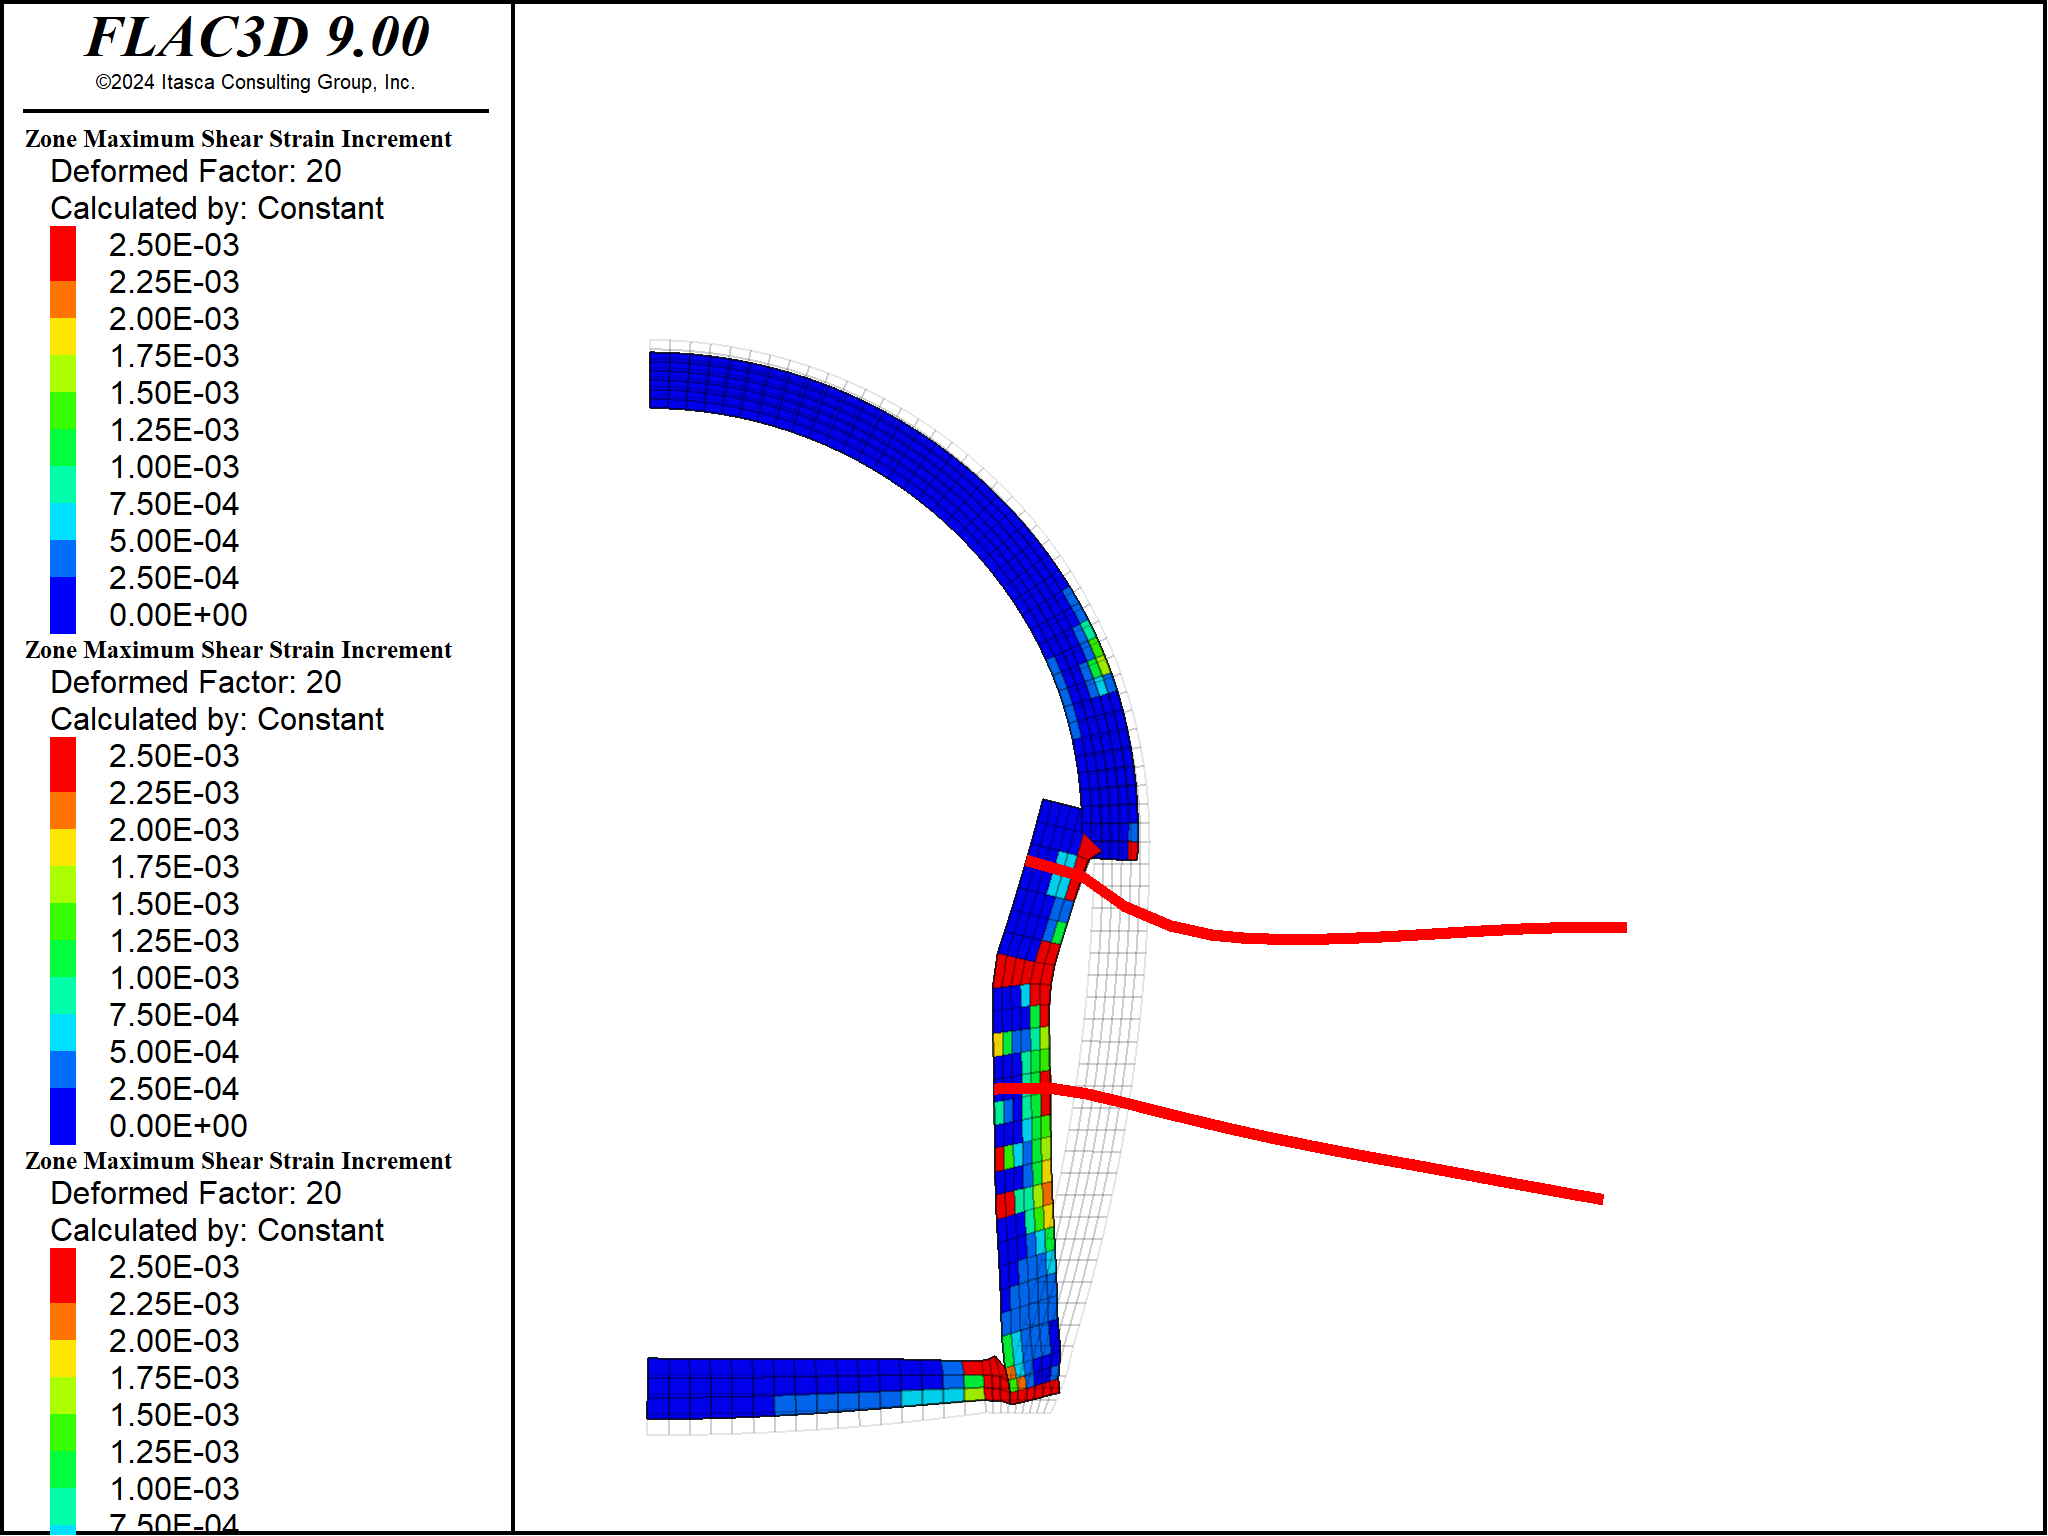 FLAC3D 9.00
©2024 Itasca Consulting Group, Inc.
Zone Maximum Shear Strain Increment
Deformed Factor: 20
Calculated by: Constant
2.50E-03
2.25E-03
2.00E-03
1.75E-03
1.50E-03
1.25E-03
1.00E-03
7.50E-04
5.00E-04
2.50E-04
0.00E+00
Zone Maximum Shear Strain Increment
Deformed Factor: 20
Calculated by: Constant
2.50E-03
2.25E-03
2.00E-03
1.75E-03
1.50E-03
1.25E-03
1.00E-03
7.50E-04
5.00E-04
2.50E-04
0.00E+00
Zone Maximum Shear Strain Increment
Deformed Factor: 20
Calculated by: Constant
2.50E-03
2.25E-03
2.00E-03
1.75E-03
1.50E-03
1.25E-03
1.00E-03
7.50E-04